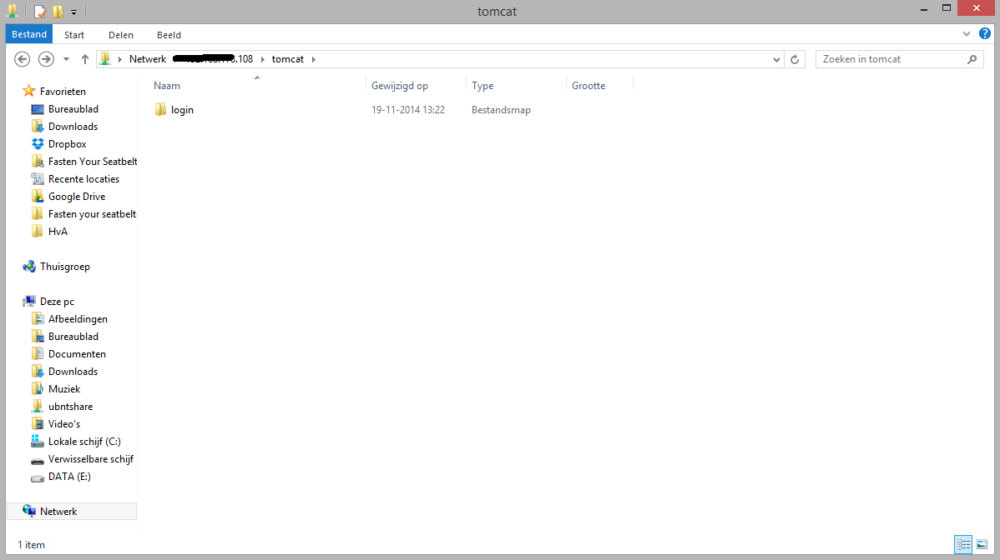 tomcat
Bestand Start Delen Beeld
Netwerk .108 tomcat
Zoeken in tomcat
Naam Gewijzigd op Type Grootte
login 19-11-2014 13:22 Bestandsmap
Favorieten
Bureaublad
Downloads
Dropbox
Fasten Your Seatbelt
Recente locaties
Google Drive
Fasten your seatbelt
HvA
Thuisgroep
Deze pc
Afbeeldingen
Bureaublad
Documenten
Downloads
Muziek
ubntshare
Video's
Lokale schijf (C:)
Verwisselbare schijf
DATA (E:)
Netwerk
1 item